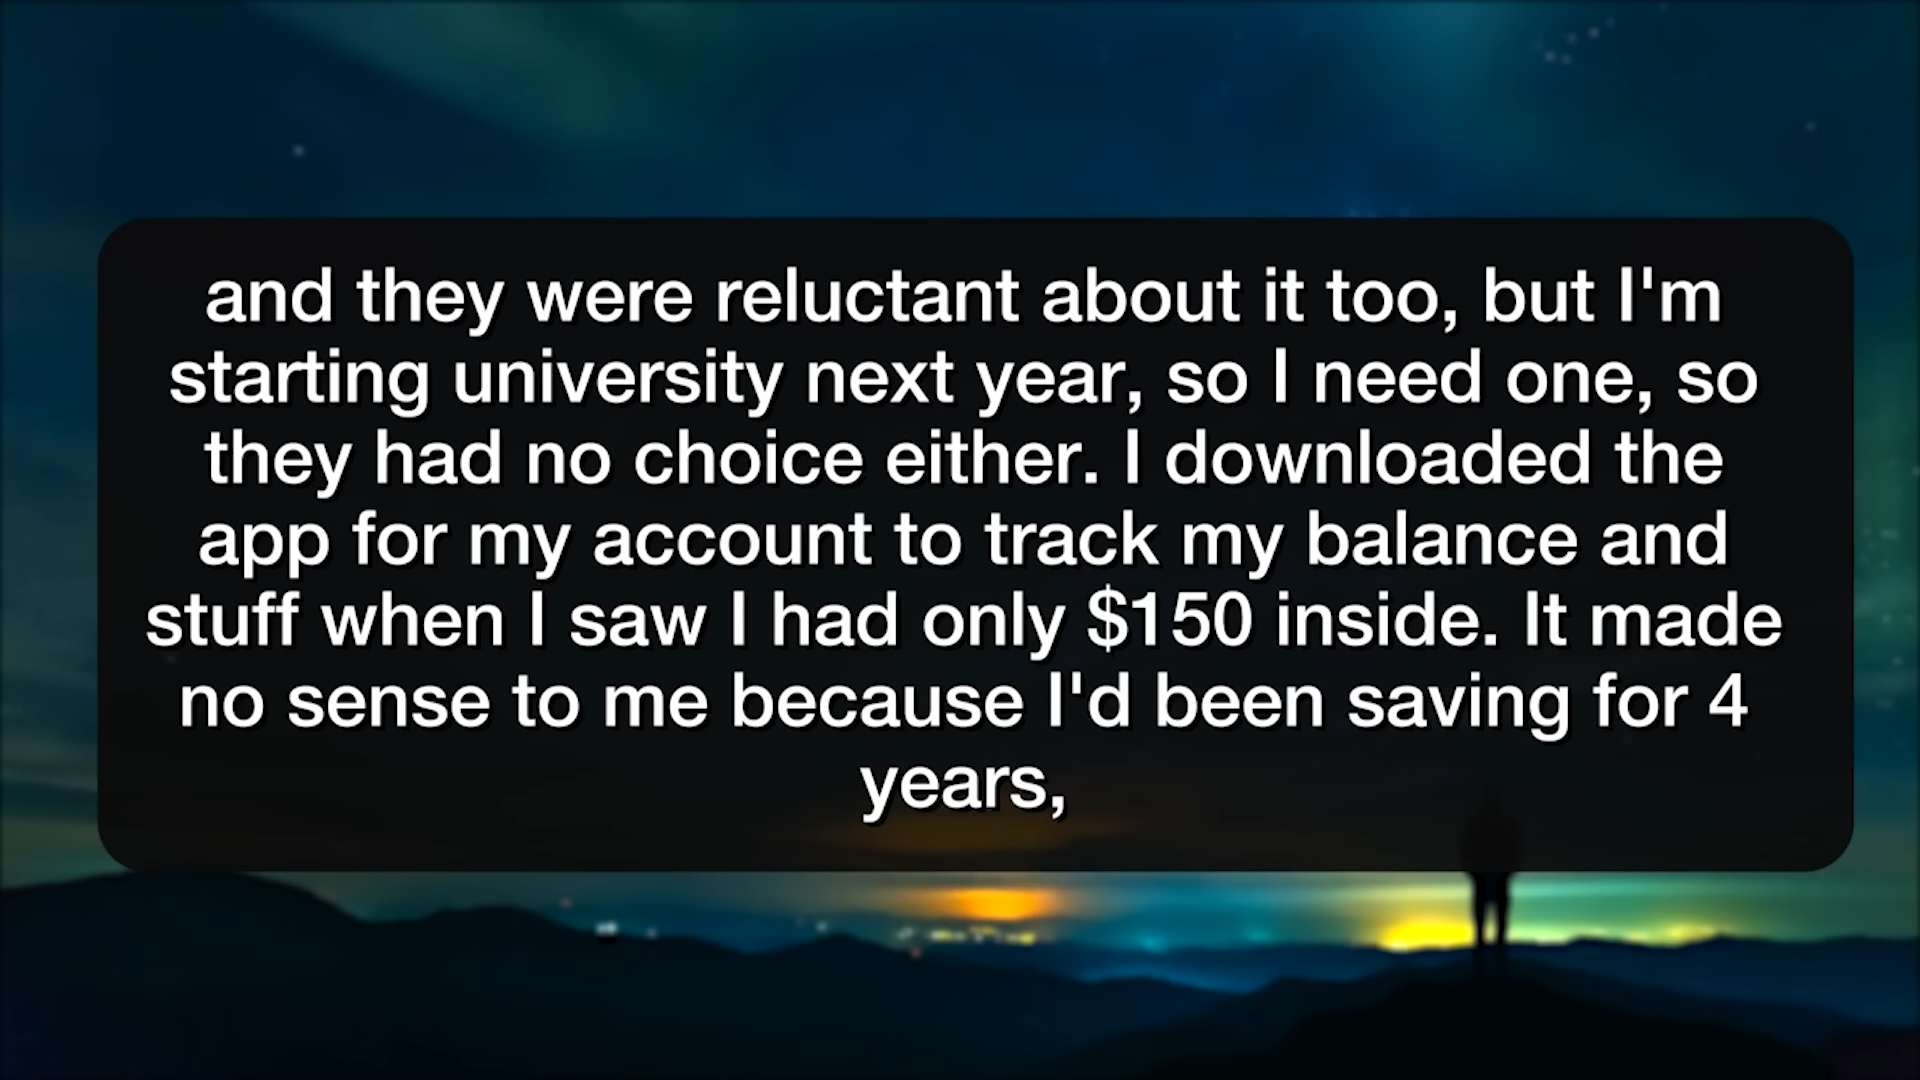 and they were reluctant about it too, but I'm
starting university next year, so I need one, so
they had no choice either. I downloaded the
app for my account to track my balance and
stuff when I saw I had only $150 inside. It made
no sense to me because I'd been saving for 4
years,